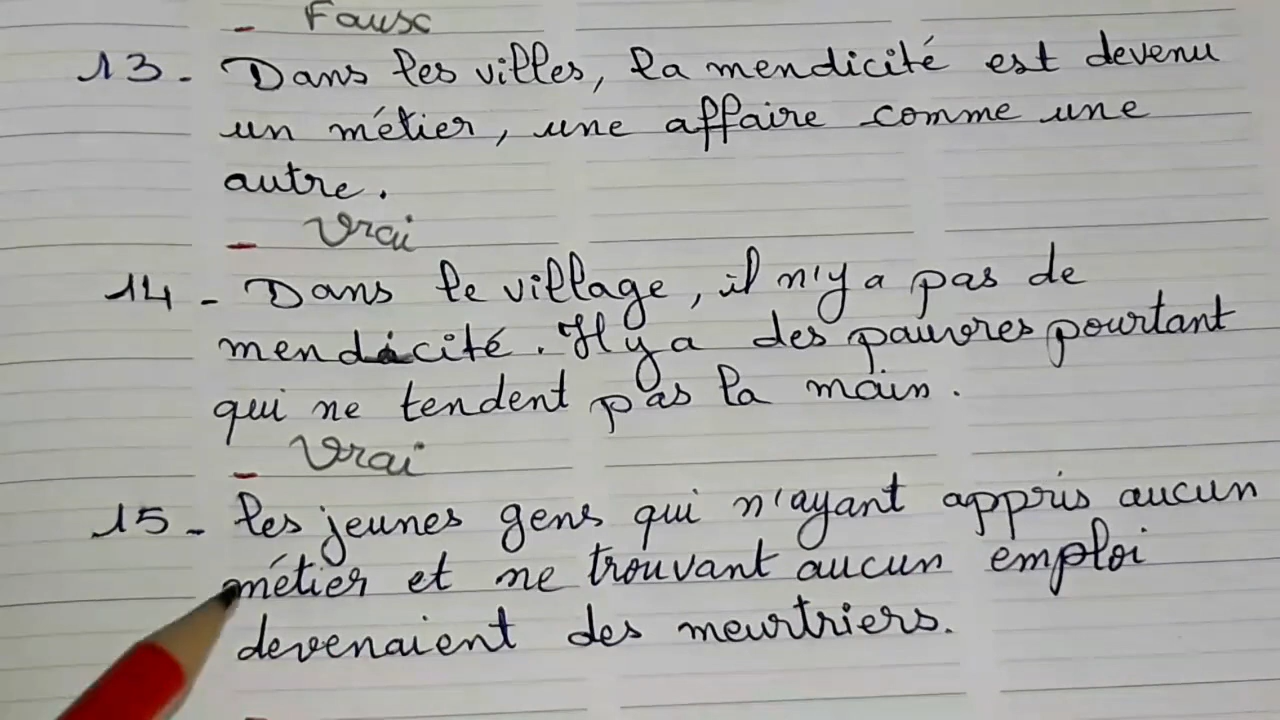 - Faux
13 - Dans les villes, la mendicité est devenu
un métier, une affaire comme une
autre.
- Vrai
14 - Dans le village, il n'y a pas de
mendicité. Il y a des pauvres pourtant
qui ne tendent pas la main.
- Vrai
15 - les jeunes gens qui n'ayant appris aucun
métier et ne trouvant aucun emploi
devenaient des meurtriers.